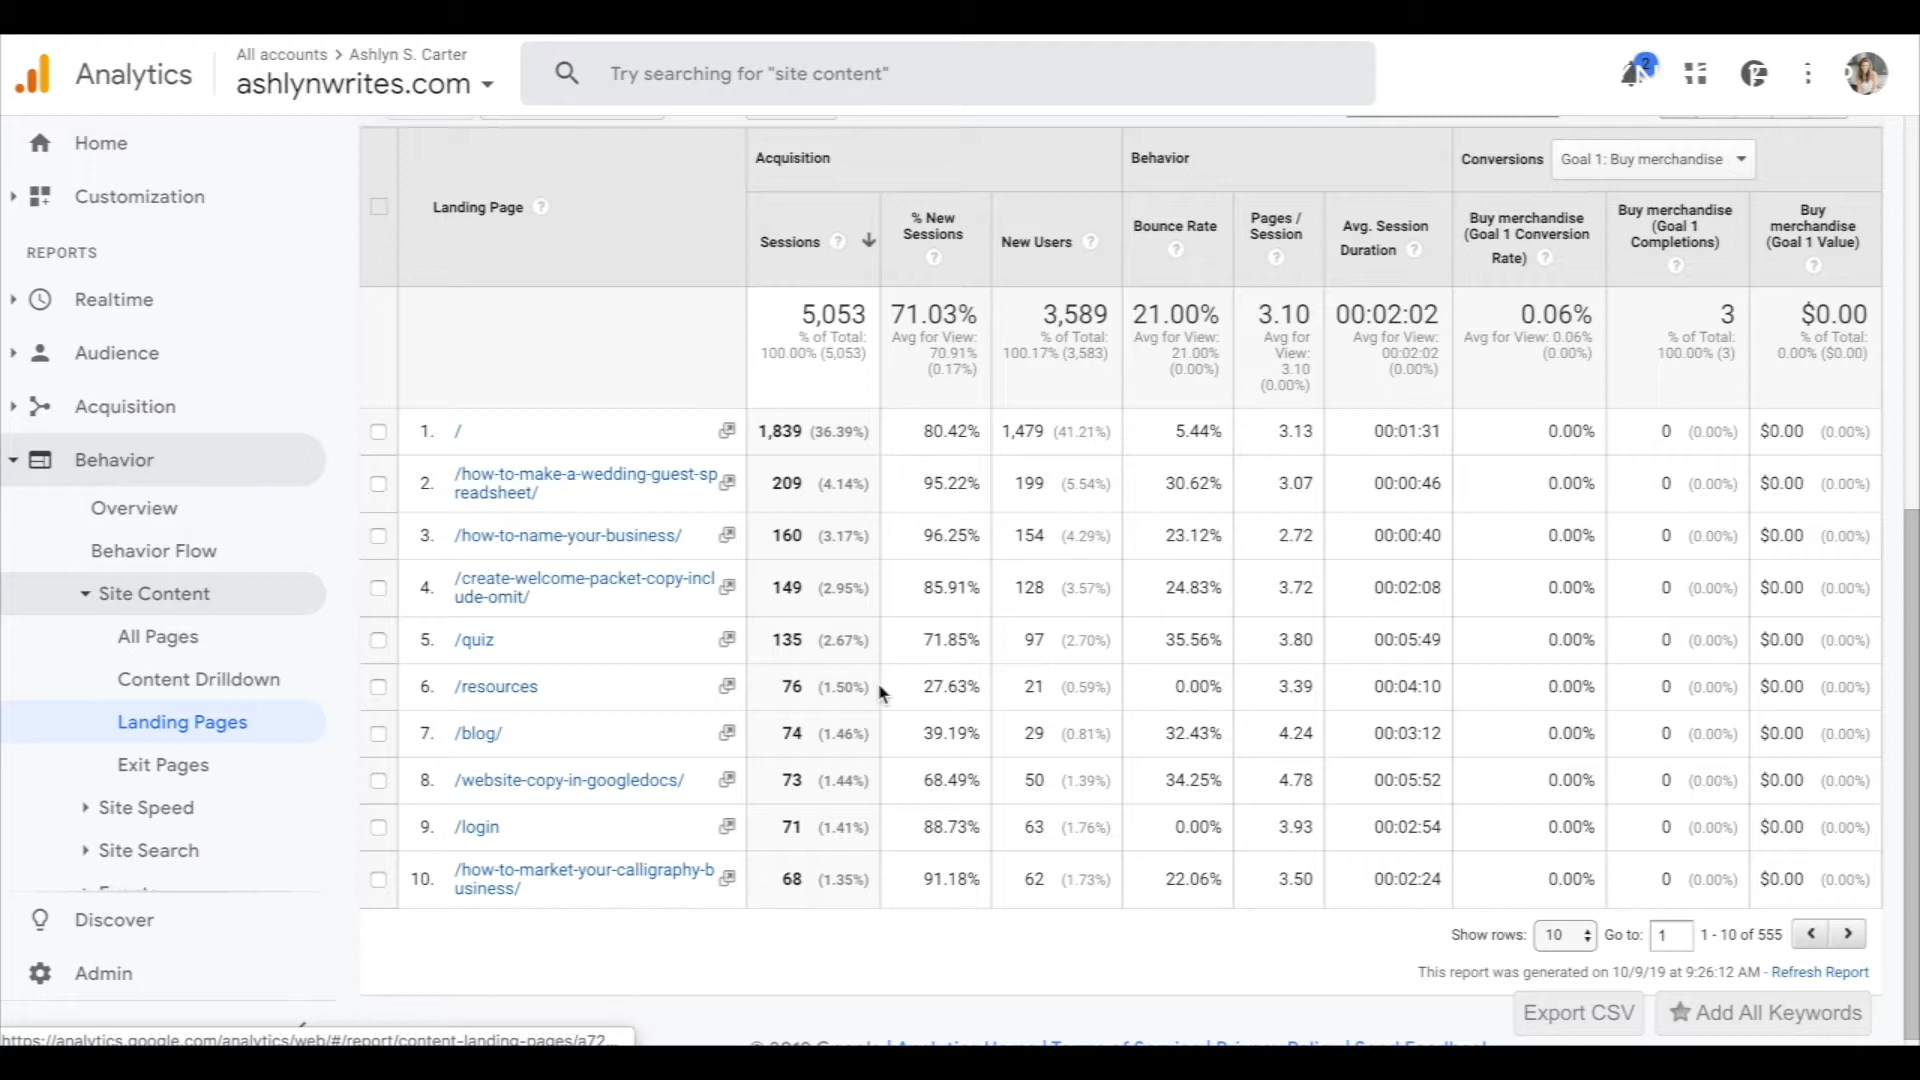 Analytics
All accounts > Ashlyn S. Carter
ashlynwrites.com
Try searching for "site content"
2
Home
Customization
REPORTS
Realtime
Audience
Acquisition
Behavior
Overview
Behavior Flow
Site Content
All Pages
Content Drilldown
Landing Pages
Exit Pages
Site Speed
Site Search
Discover
Admin
Landing Page ?
Acquisition
Behavior
Conversions Goal 1: Buy merchandise
Sessions ?
% New
Sessions
?
New Users ?
Bounce Rate
?
Pages /
Session
?
Avg. Session
Duration ?
Buy merchandise
(Goal 1 Conversion
Rate) ?
Buy merchandise
(Goal 1
Completions)
?
Buy
merchandise
(Goal 1 Value)
?
5,053
% of Total:
100.00% (5,053)
71.03%
Avg for View:
70.91%
(0.17%)
3,589
% of Total:
100.17% (3,583)
21.00%
Avg for View:
21.00%
(0.00%)
3.10
Avg for
View:
3.10
(0.00%)
00:02:02
Avg for View:
00:02:02
(0.00%)
0.06%
Avg for View: 0.06%
(0.00%)
3
% of Total:
100.00% (3)
$0.00
% of Total:
0.00% ($0.00)
1. / 1,839 (36.39%) 80.42% 1,479 (41.21%) 5.44% 3.13 00:01:31 0.00% 0 (0.00%) $0.00 (0.00%)
2. /how-to-make-a-wedding-guest-sp
readsheet/ 209 (4.14%) 95.22% 199 (5.54%) 30.62% 3.07 00:00:46 0.00% 0 (0.00%) $0.00 (0.00%)
3. /how-to-name-your-business/ 160 (3.17%) 96.25% 154 (4.29%) 23.12% 2.72 00:00:40 0.00% 0 (0.00%) $0.00 (0.00%)
4. /create-welcome-packet-copy-incl
ude-omit/ 149 (2.95%) 85.91% 128 (3.57%) 24.83% 3.72 00:02:08 0.00% 0 (0.00%) $0.00 (0.00%)
5. /quiz 135 (2.67%) 71.85% 97 (2.70%) 35.56% 3.80 00:05:49 0.00% 0 (0.00%) $0.00 (0.00%)
6. /resources 76 (1.50%) 27.63% 21 (0.59%) 0.00% 3.39 00:04:10 0.00% 0 (0.00%) $0.00 (0.00%)
7. /blog/ 74 (1.46%) 39.19% 29 (0.81%) 32.43% 4.24 00:03:12 0.00% 0 (0.00%) $0.00 (0.00%)
8. /website-copy-in-googledocs/ 73 (1.44%) 68.49% 50 (1.39%) 34.25% 4.78 00:05:52 0.00% 0 (0.00%) $0.00 (0.00%)
9. /login 71 (1.41%) 88.73% 63 (1.76%) 0.00% 3.93 00:02:54 0.00% 0 (0.00%) $0.00 (0.00%)
10. /how-to-market-your-calligraphy-b
usiness/ 68 (1.35%) 91.18% 62 (1.73%) 22.06% 3.50 00:02:24 0.00% 0 (0.00%) $0.00 (0.00%)
Show rows: 10 Go to: 1 1 - 10 of 555
This report was generated on 10/9/19 at 9:26:12 AM - Refresh Report
Export CSV
Add All Keywords
https://analytics.google.com/analytics/web/#/report/content-landing-pages/a72...